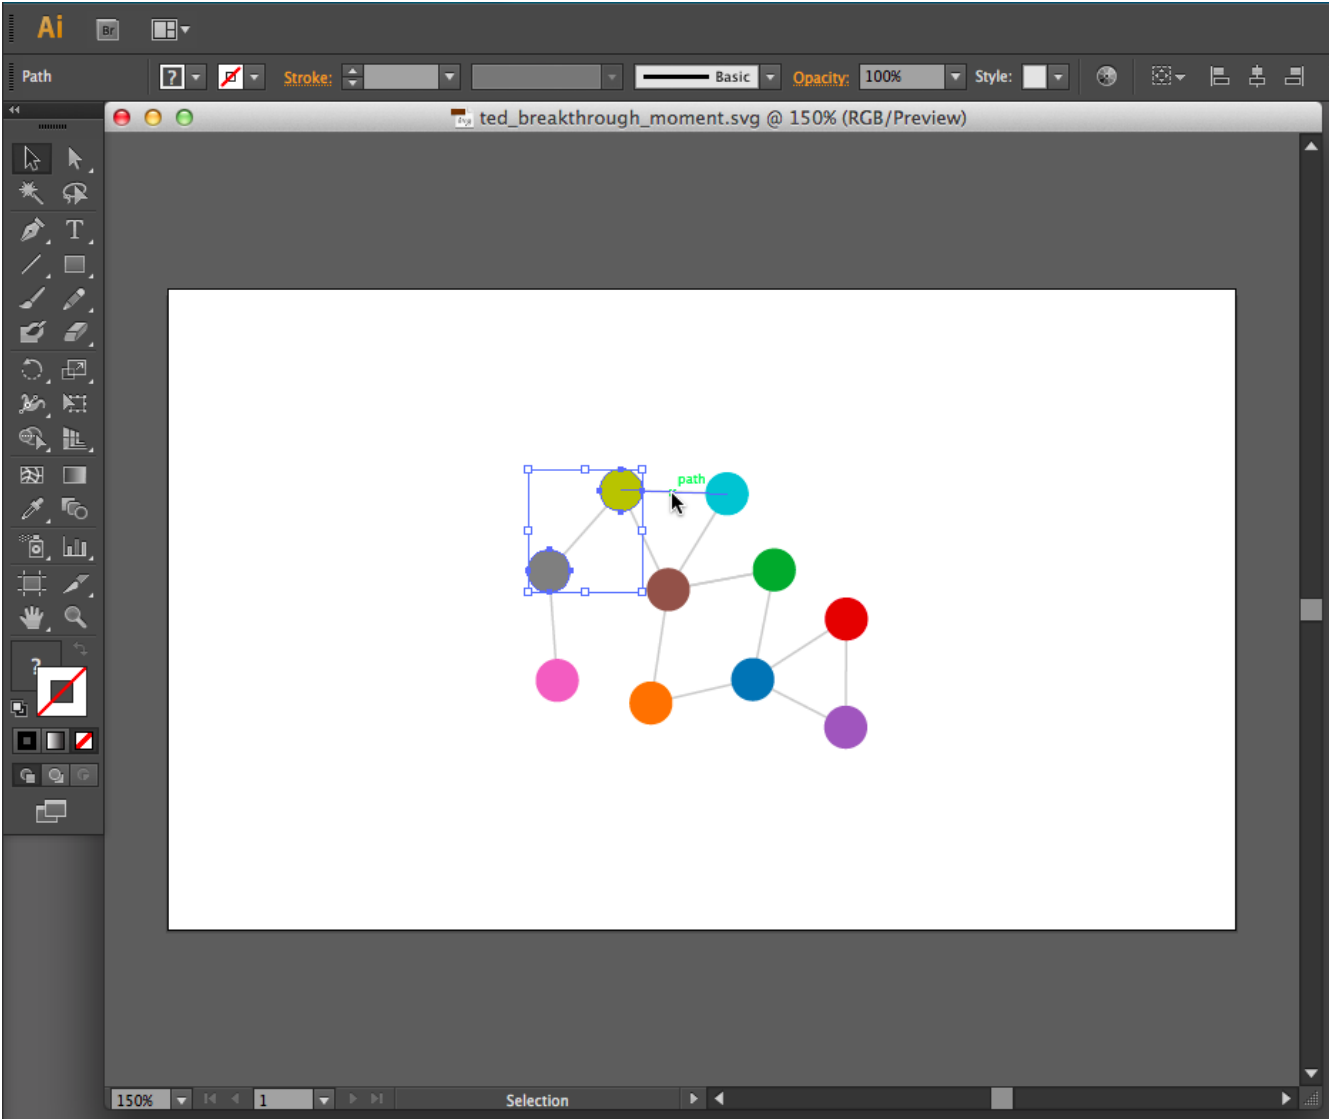 Ai Br
Path ? Stroke: Basic Opacity: 100% Style:
ted_breakthrough_moment.svg @ 150% (RGB/Preview)
T
path
?
150% 1 Selection